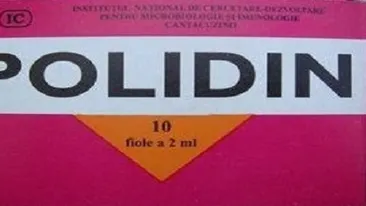 IC
INSTITUTUL NAȚIONAL DE CERCETARE-DEZVOLTARE
PENTRU MICROBIOLOGIE ȘI IMUNOLOGIE
CANTACUZINO
POLIDIN
10
fiole a 2 ml